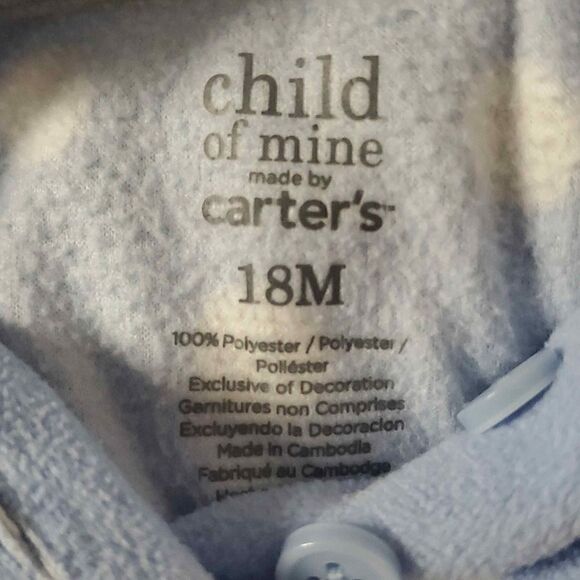 child
of mine
made by
carter's™
18M
100% Polyester / Polyester /
Poliéster
Exclusive of Decoration
Garnitures non Comprises
Excluyendo la Decoracion
Made in Cambodia
Fabriqué au Cambodge